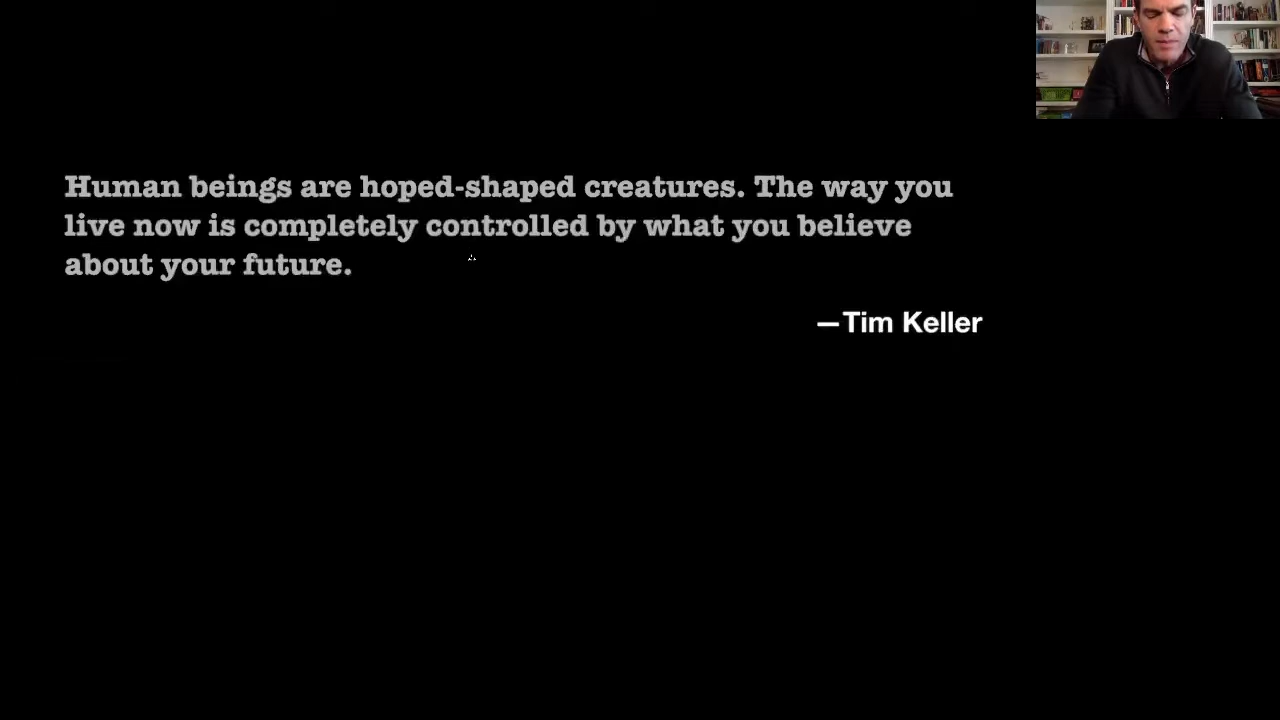 Human beings are hoped-shaped creatures. The way you
live now is completely controlled by what you believe
about your future.
—Tim Keller